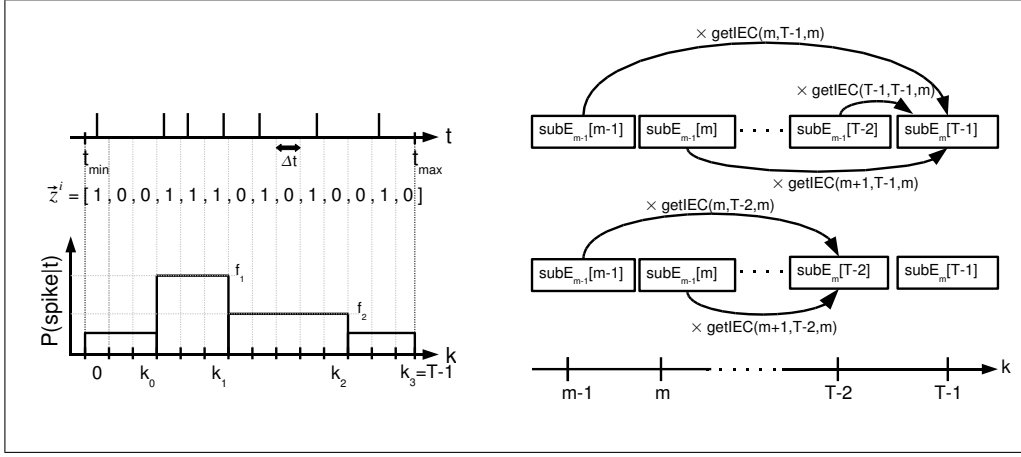 t
t_min
Δt
t_max
z⃗^i = [ 1 , 0 , 0 , 1 , 1 , 1 , 0 , 1 , 0 , 1 , 0 , 0 , 1 , 0 ]
P(spike|t)
f_1
f_2
k
0
k_0
k_1
k_2
k_3=T-1
× getIEC(m,T-1,m)
× getIEC(T-1,T-1,m)
subE_m-1[m-1]
subE_m-1[m]
· · · · ·
subE_m-1[T-2]
subE_m[T-1]
× getIEC(m+1,T-1,m)
× getIEC(m,T-2,m)
subE_m-1[m-1]
subE_m-1[m]
· · · · ·
subE_m[T-2]
subE_m[T-1]
× getIEC(m+1,T-2,m)
k
m-1
m
T-2
T-1